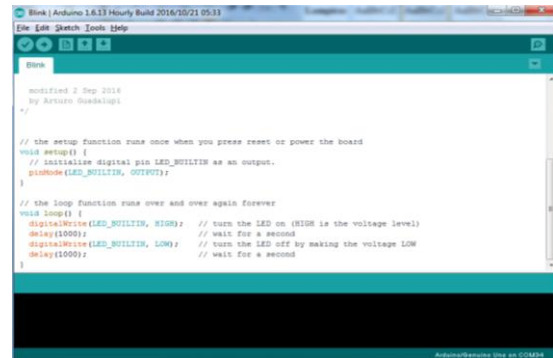 Blink | Arduino 1.6.13 Hourly Build 2016/10/21 05:33
File Edit Sketch Tools Help
Blink
modified 2 Sep 2016
by Arturo Guadalupi
*/
// the setup function runs once when you press reset or power the board
void setup() {
// initialize digital pin LED_BUILTIN as an output.
pinMode(LED_BUILTIN, OUTPUT);
}
// the loop function runs over and over again forever
void loop() {
digitalWrite(LED_BUILTIN, HIGH); // turn the LED on (HIGH is the voltage level)
delay(1000); // wait for a second
digitalWrite(LED_BUILTIN, LOW); // turn the LED off by making the voltage LOW
delay(1000); // wait for a second
}
Arduino/Genuino Uno on COM94